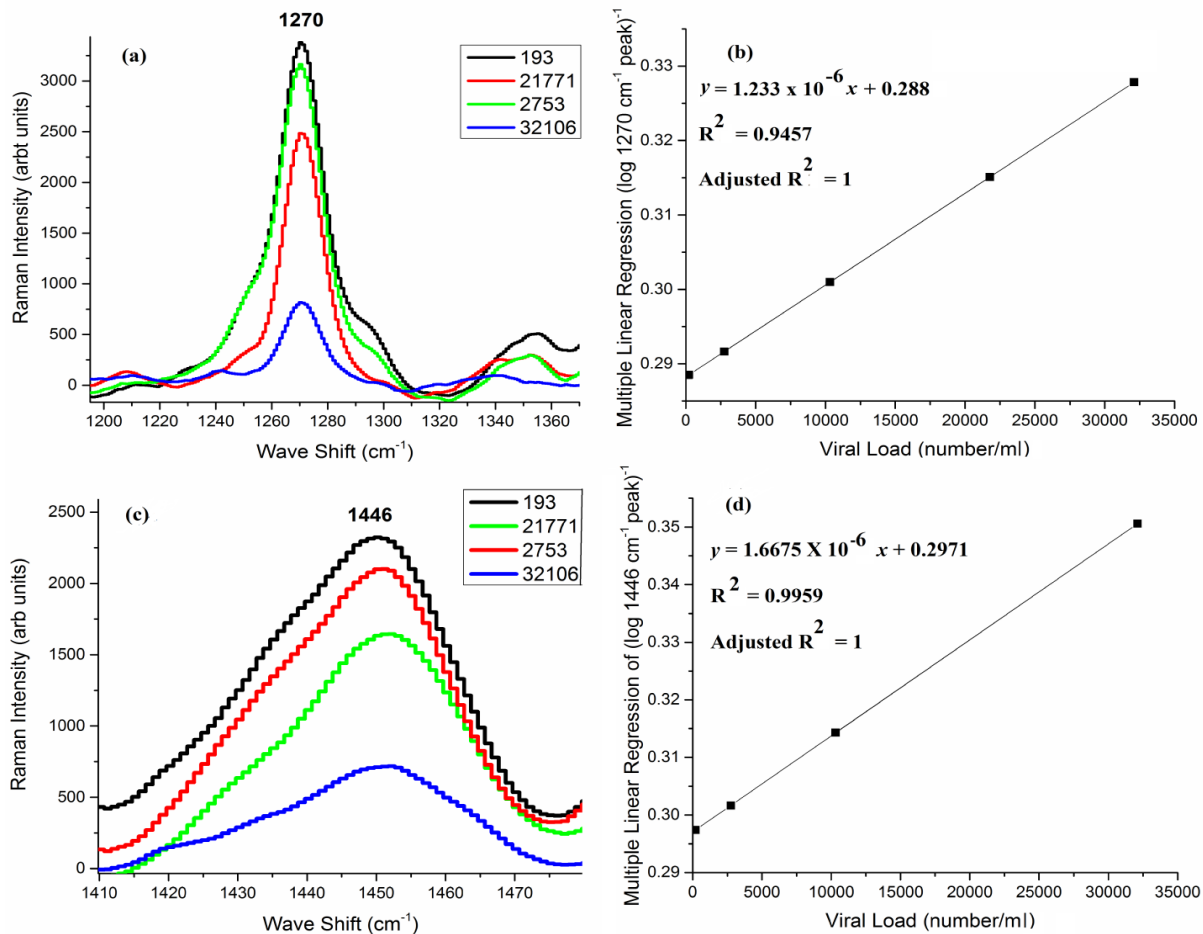 1270
(a)
193
21771
2753
32106
Raman Intensity (arbt units)
3000
2500
2000
1500
1000
500
0
1200 1220 1240 1260 1280 1300 1320 1340 1360
Wave Shift (cm⁻¹)
(b)
y = 1.233 x 10⁻⁶ x + 0.288
R² = 0.9457
Adjusted R² = 1
Multiple Linear Regression (log 1270 cm⁻¹ peak)⁻¹
0.33
0.32
0.31
0.30
0.29
0 5000 10000 15000 20000 25000 30000 35000
Viral Load (number/ml)
(c)
1446
193
21771
2753
32106
Raman Intensity (arb units)
2500
2000
1500
1000
500
0
1410 1420 1430 1440 1450 1460 1470
Wave Shift (cm⁻¹)
(d)
y = 1.6675 X 10⁻⁶ x + 0.2971
R² = 0.9959
Adjusted R² = 1
Multiple Linear Regression of (log 1446 cm⁻¹ peak)⁻¹
0.35
0.34
0.33
0.32
0.31
0.30
0.29
0 5000 10000 15000 20000 25000 30000 35000
Viral Load (number/ml)